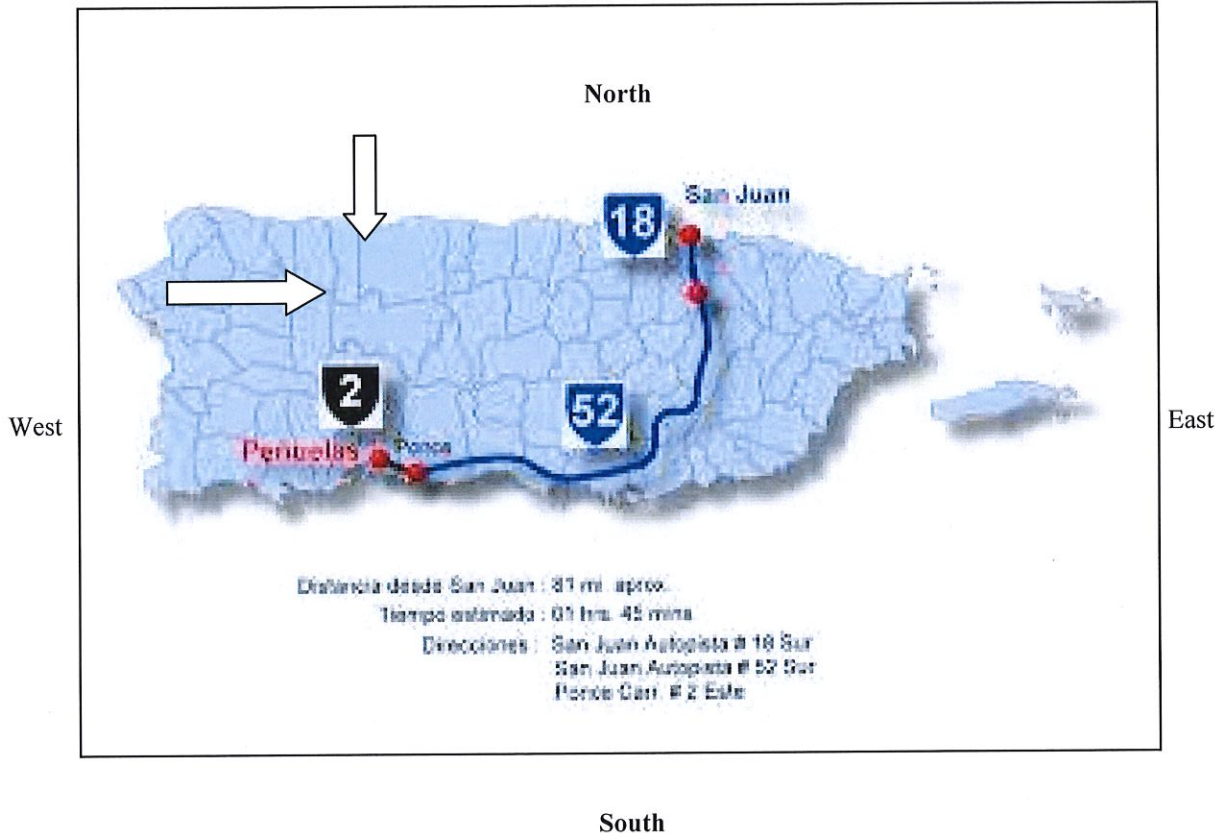 North
San Juan
18
2
52
West
East
Peñuelas
Ponce
Distancia desde San Juan : 81 mi. aprox.
Tiempo estimado : 01 hrs. 45 mins
Direcciones : San Juan Autopista # 18 Sur
San Juan Autopista # 52 Sur
Ponce Carr. # 2 Este
South